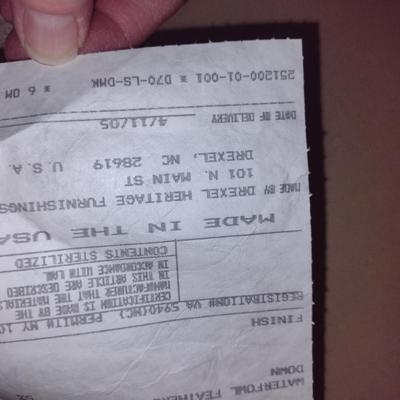 WATERFOWL FEATHERS
DOWN
FINISH
REGISTRATION# VA 5940(NC) PERMIT# MY 10
CERTIFICATION IS MADE BY THE
MANUFACTURER THAT THE MATERIALS
IN THIS ARTICLE ARE DESCRIBED
IN ACCORDANCE WITH LAW
CONTENTS STERILIZED
MADE IN THE USA
MADE BY DREXEL HERITAGE FURNISHINGS
101 N. MAIN ST
DREXEL, NC 28619 U.S.A.
DATE OF DELIVERY 4/11/05
251200-01-001 * D70-LS-DMK * 6 OM